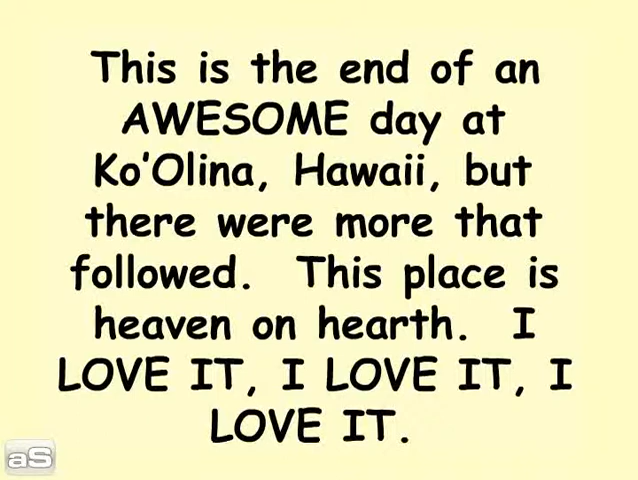 This is the end of an
AWESOME day at
Ko'Olina, Hawaii, but
there were more that
followed.  This place is
heaven on hearth.  I
LOVE IT, I LOVE IT, I
LOVE IT.
aS